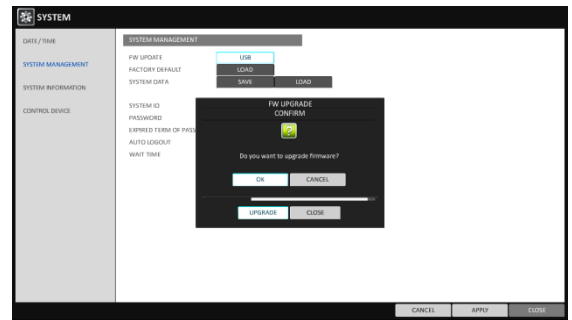 SYSTEM
DATE / TIME
SYSTEM MANAGEMENT
SYSTEM INFORMATION
CONTROL DEVICE
SYSTEM MANAGEMENT
FW UPDATE USB
FACTORY DEFAULT LOAD
SYSTEM DATA SAVE LOAD
SYSTEM ID
PASSWORD
EXPIRED TERM OF PASS
AUTO LOGOUT
WAIT TIME
FW UPGRADE
CONFIRM
?
Do you want to upgrade firmware?
OK CANCEL
UPGRADE CLOSE
CANCEL APPLY CLOSE